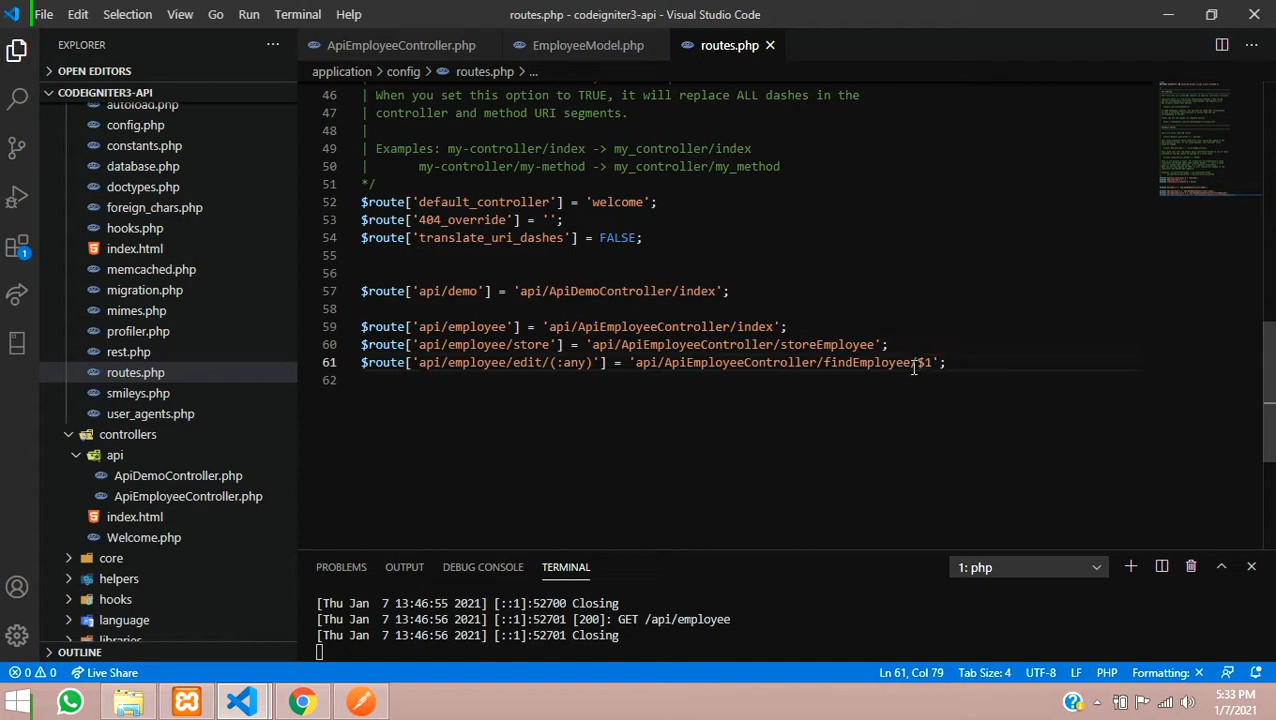 File Edit Selection View Go Run Terminal Help
routes.php - codeigniter3-api - Visual Studio Code
EXPLORER
OPEN EDITORS
CODEIGNITER3-API
autoload.php
config.php
constants.php
database.php
doctypes.php
foreign_chars.php
hooks.php
index.html
memcached.php
migration.php
mimes.php
profiler.php
rest.php
routes.php
smileys.php
user_agents.php
controllers
api
ApiDemoController.php
ApiEmployeeController.php
index.html
Welcome.php
core
helpers
hooks
language
libraries
OUTLINE
ApiEmployeeController.php EmployeeModel.php routes.php
application > config > routes.php > ...
46 | When you set this option to TRUE, it will replace ALL dashes in the
47 | controller and method URI segments.
48 |
49 | Examples: my_controller/index -> my_controller/index
50 | my-controller/my-method -> my_controller/my_method
51 */
52 $route['default_controller'] = 'welcome';
53 $route['404_override'] = '';
54 $route['translate_uri_dashes'] = FALSE;
55
56
57 $route['api/demo'] = 'api/ApiDemoController/index';
58
59 $route['api/employee'] = 'api/ApiEmployeeController/index';
60 $route['api/employee/store'] = 'api/ApiEmployeeController/storeEmployee';
61 $route['api/employee/edit/(:any)'] = 'api/ApiEmployeeController/findEmployee/$1';
62
PROBLEMS OUTPUT DEBUG CONSOLE TERMINAL 1: php
[Thu Jan 7 13:46:55 2021] [::1]:52700 Closing
[Thu Jan 7 13:46:56 2021] [::1]:52701 [200]: GET /api/employee
[Thu Jan 7 13:46:56 2021] [::1]:52701 Closing
1
0 0 Live Share Ln 61, Col 79 Tab Size: 4 UTF-8 LF PHP Formatting:
5:33 PM
1/7/2021